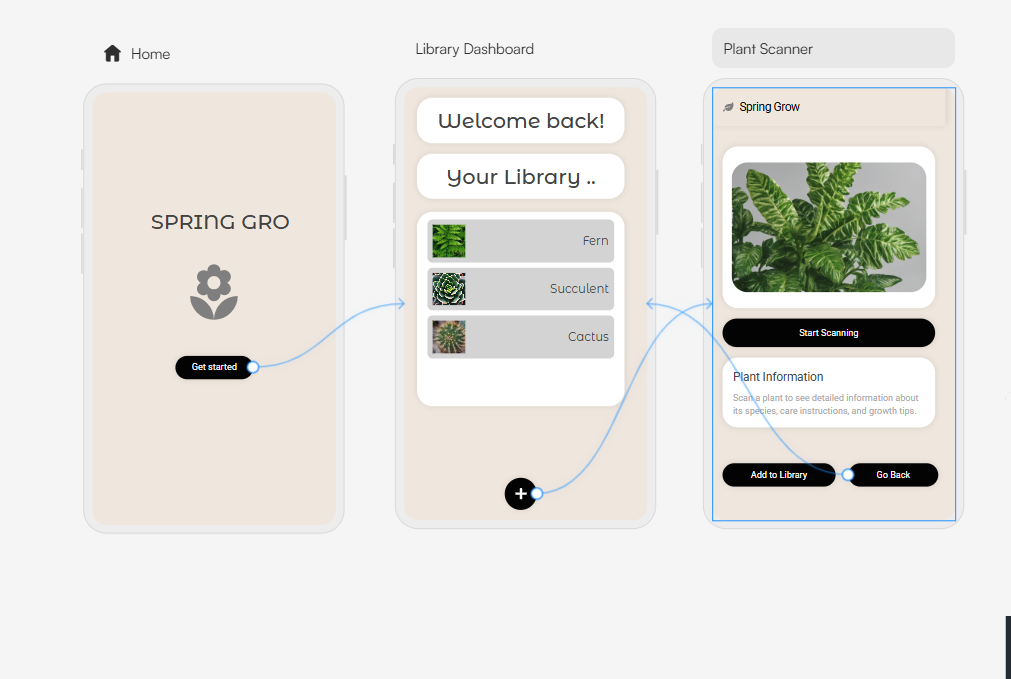 Home
SPRING GRO
Get started
Library Dashboard
Welcome back!
Your Library ..
Fern
Succulent
Cactus
+
Plant Scanner
Spring Grow
Start Scanning
Plant Information
Scan a plant to see detailed information about
its species, care instructions, and growth tips.
Add to Library
Go Back